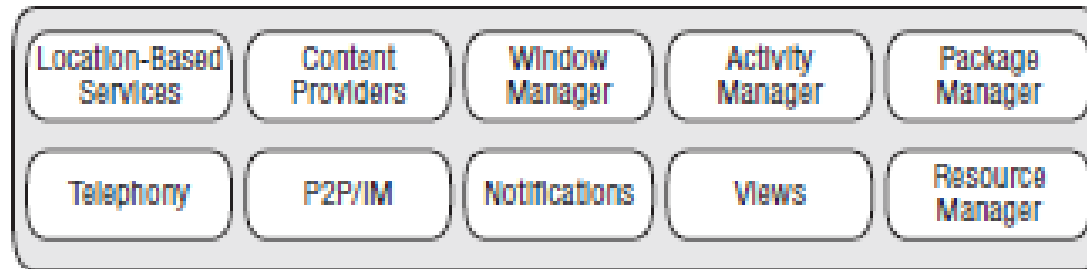 Location-Based
Services
Content
Providers
Window
Manager
Activity
Manager
Package
Manager
Telephony
P2P/IM
Notifications
Views
Resource
Manager